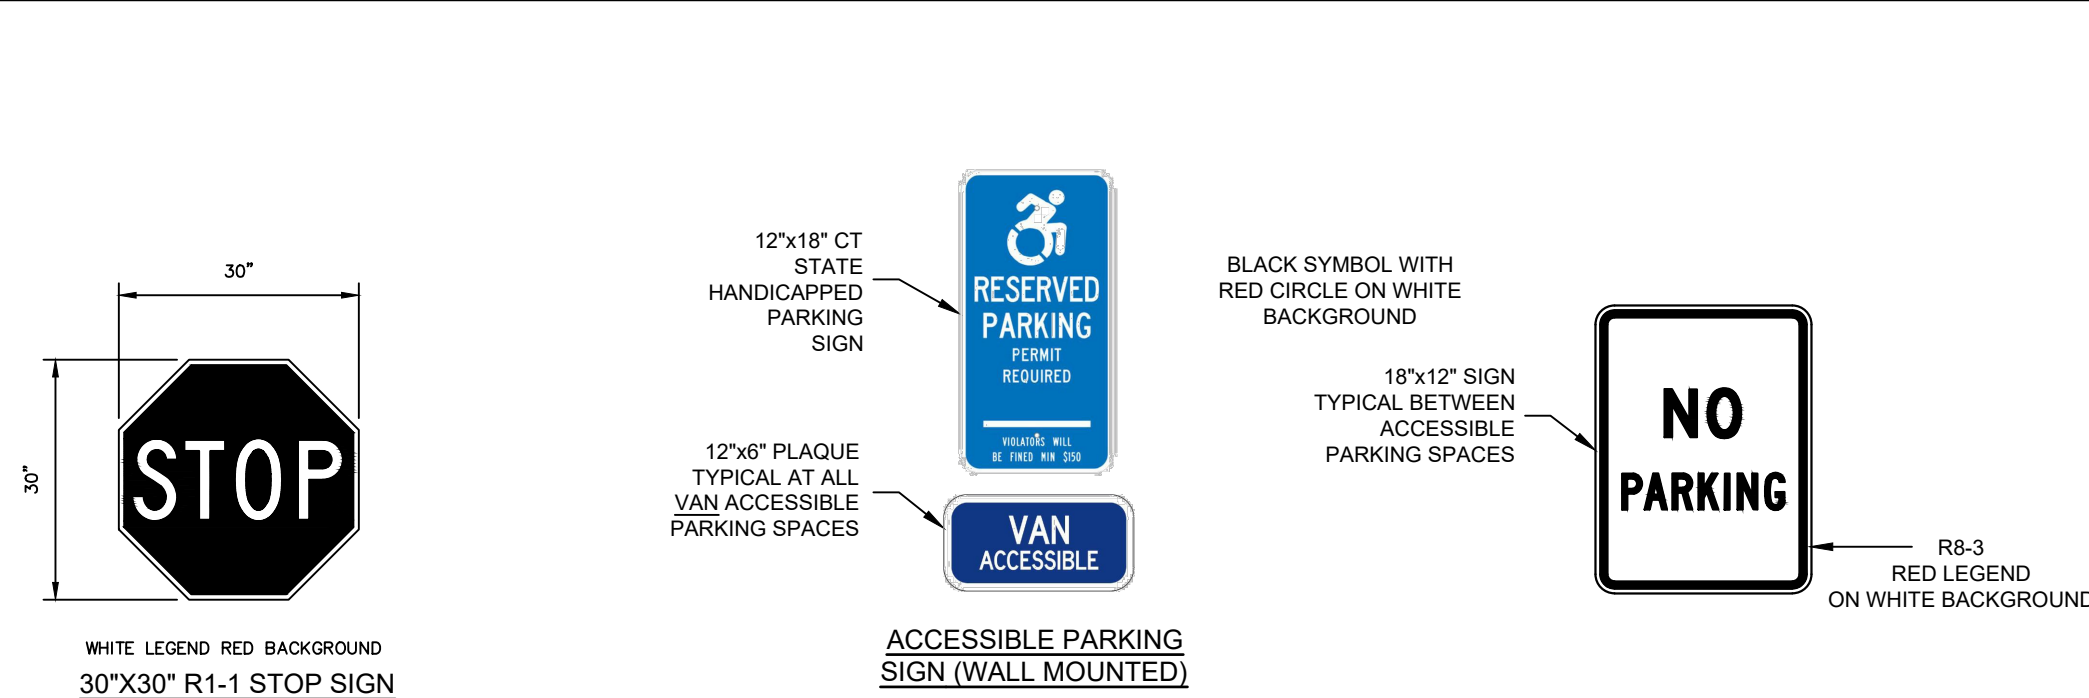 30"
30"
STOP
WHITE LEGEND RED BACKGROUND
30"X30" R1-1 STOP SIGN
12"x18" CT
STATE
HANDICAPPED
PARKING
SIGN
12"x6" PLAQUE
TYPICAL AT ALL
VAN ACCESSIBLE
PARKING SPACES
RESERVED
PARKING
PERMIT
REQUIRED
VIOLATORS WILL
BE FINED MIN $150
VAN
ACCESSIBLE
ACCESSIBLE PARKING
SIGN (WALL MOUNTED)
BLACK SYMBOL WITH
RED CIRCLE ON WHITE
BACKGROUND
18"x12" SIGN
TYPICAL BETWEEN
ACCESSIBLE
PARKING SPACES
NO
PARKING
R8-3
RED LEGEND
ON WHITE BACKGROUND